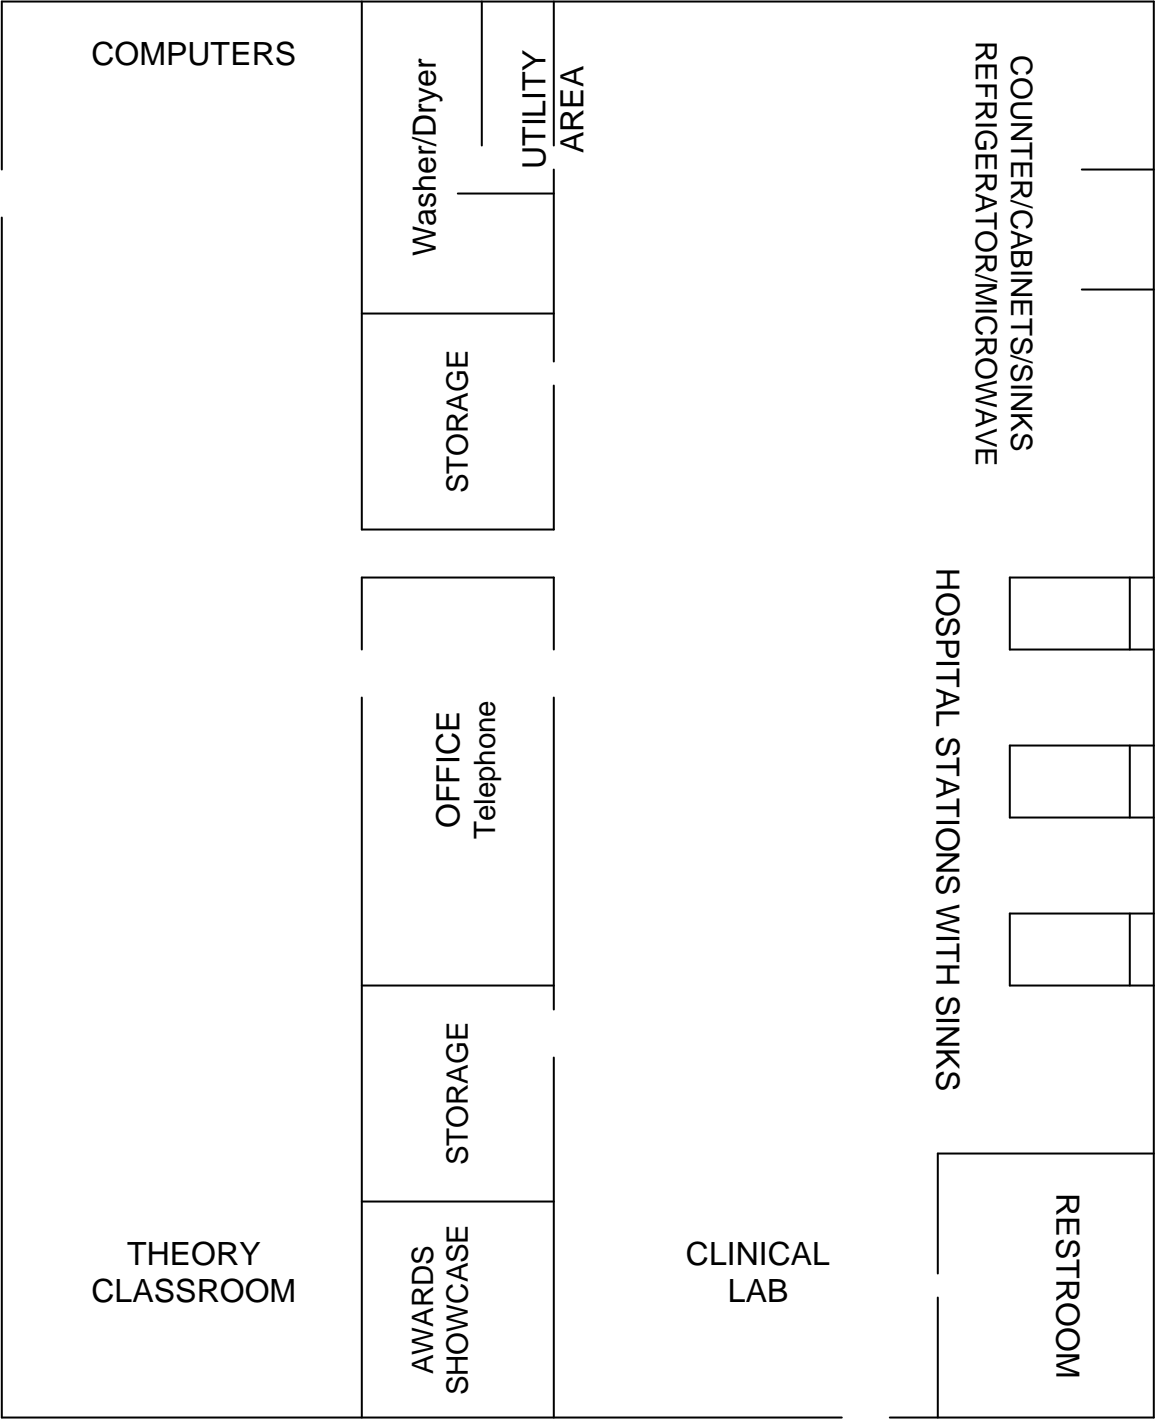 COMPUTERS
Washer/Dryer
UTILITY
AREA
COUNTER/CABINETS/SINKS
REFRIGERATOR/MICROWAVE
STORAGE
OFFICE
Telephone
HOSPITAL STATIONS WITH SINKS
STORAGE
THEORY
CLASSROOM
AWARDS
SHOWCASE
CLINICAL
LAB
RESTROOM